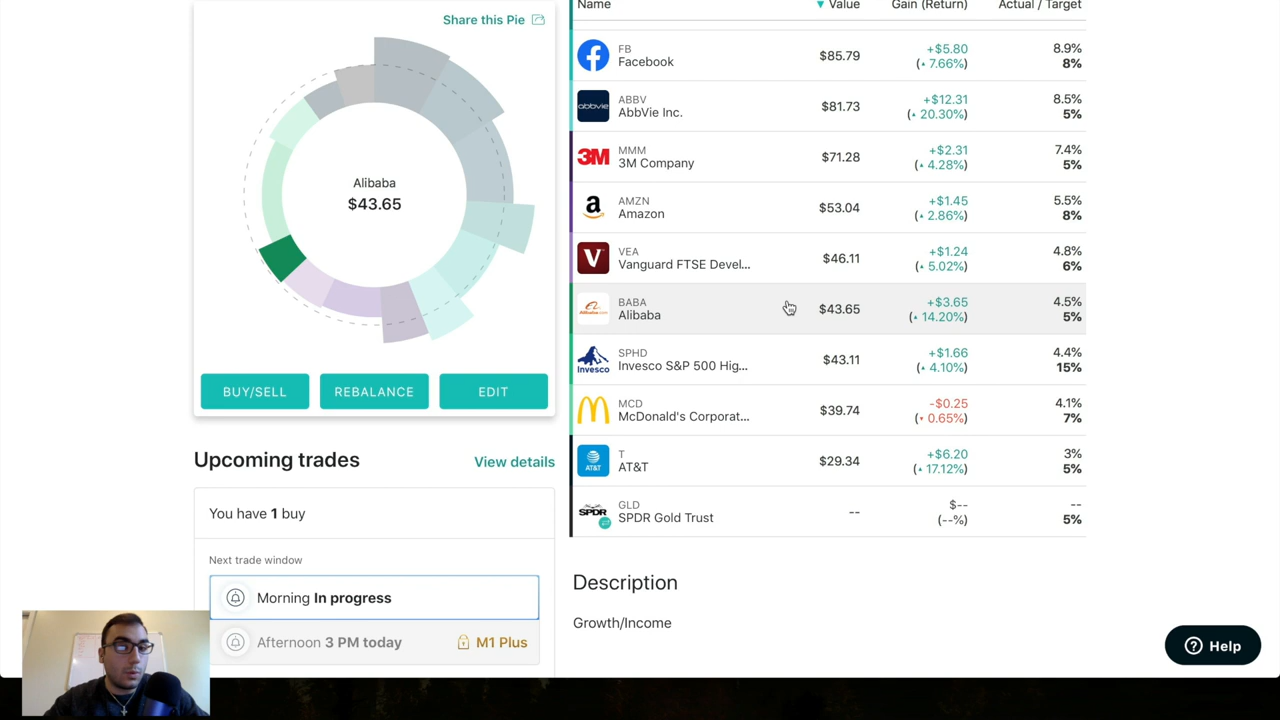 Share this Pie
Alibaba
$43.65
BUY/SELL
REBALANCE
EDIT
Upcoming trades
View details
You have 1 buy
Next trade window
Morning In progress
Afternoon 3 PM today
M1 Plus
Name
▼ Value
Gain (Return)
Actual / Target
FB
Facebook
$85.79
+$5.80
(▲ 7.66%)
8.9%
8%
abbvie
ABBV
AbbVie Inc.
$81.73
+$12.31
(▲ 20.30%)
8.5%
5%
3M
MMM
3M Company
$71.28
+$2.31
(▲ 4.28%)
7.4%
5%
a
AMZN
Amazon
$53.04
+$1.45
(▲ 2.86%)
5.5%
8%
V
VEA
Vanguard FTSE Devel...
$46.11
+$1.24
(▲ 5.02%)
4.8%
6%
BABA
Alibaba
$43.65
+$3.65
(▲ 14.20%)
4.5%
5%
Invesco
SPHD
Invesco S&P 500 Hig...
$43.11
+$1.66
(▲ 4.10%)
4.4%
15%
MCD
McDonald's Corporat...
$39.74
-$0.25
(▼ 0.65%)
4.1%
7%
AT&T
T
AT&T
$29.34
+$6.20
(▲ 17.12%)
3%
5%
SPDR
GLD
SPDR Gold Trust
--
$--
(--%)
--
5%
Description
Growth/Income
? Help